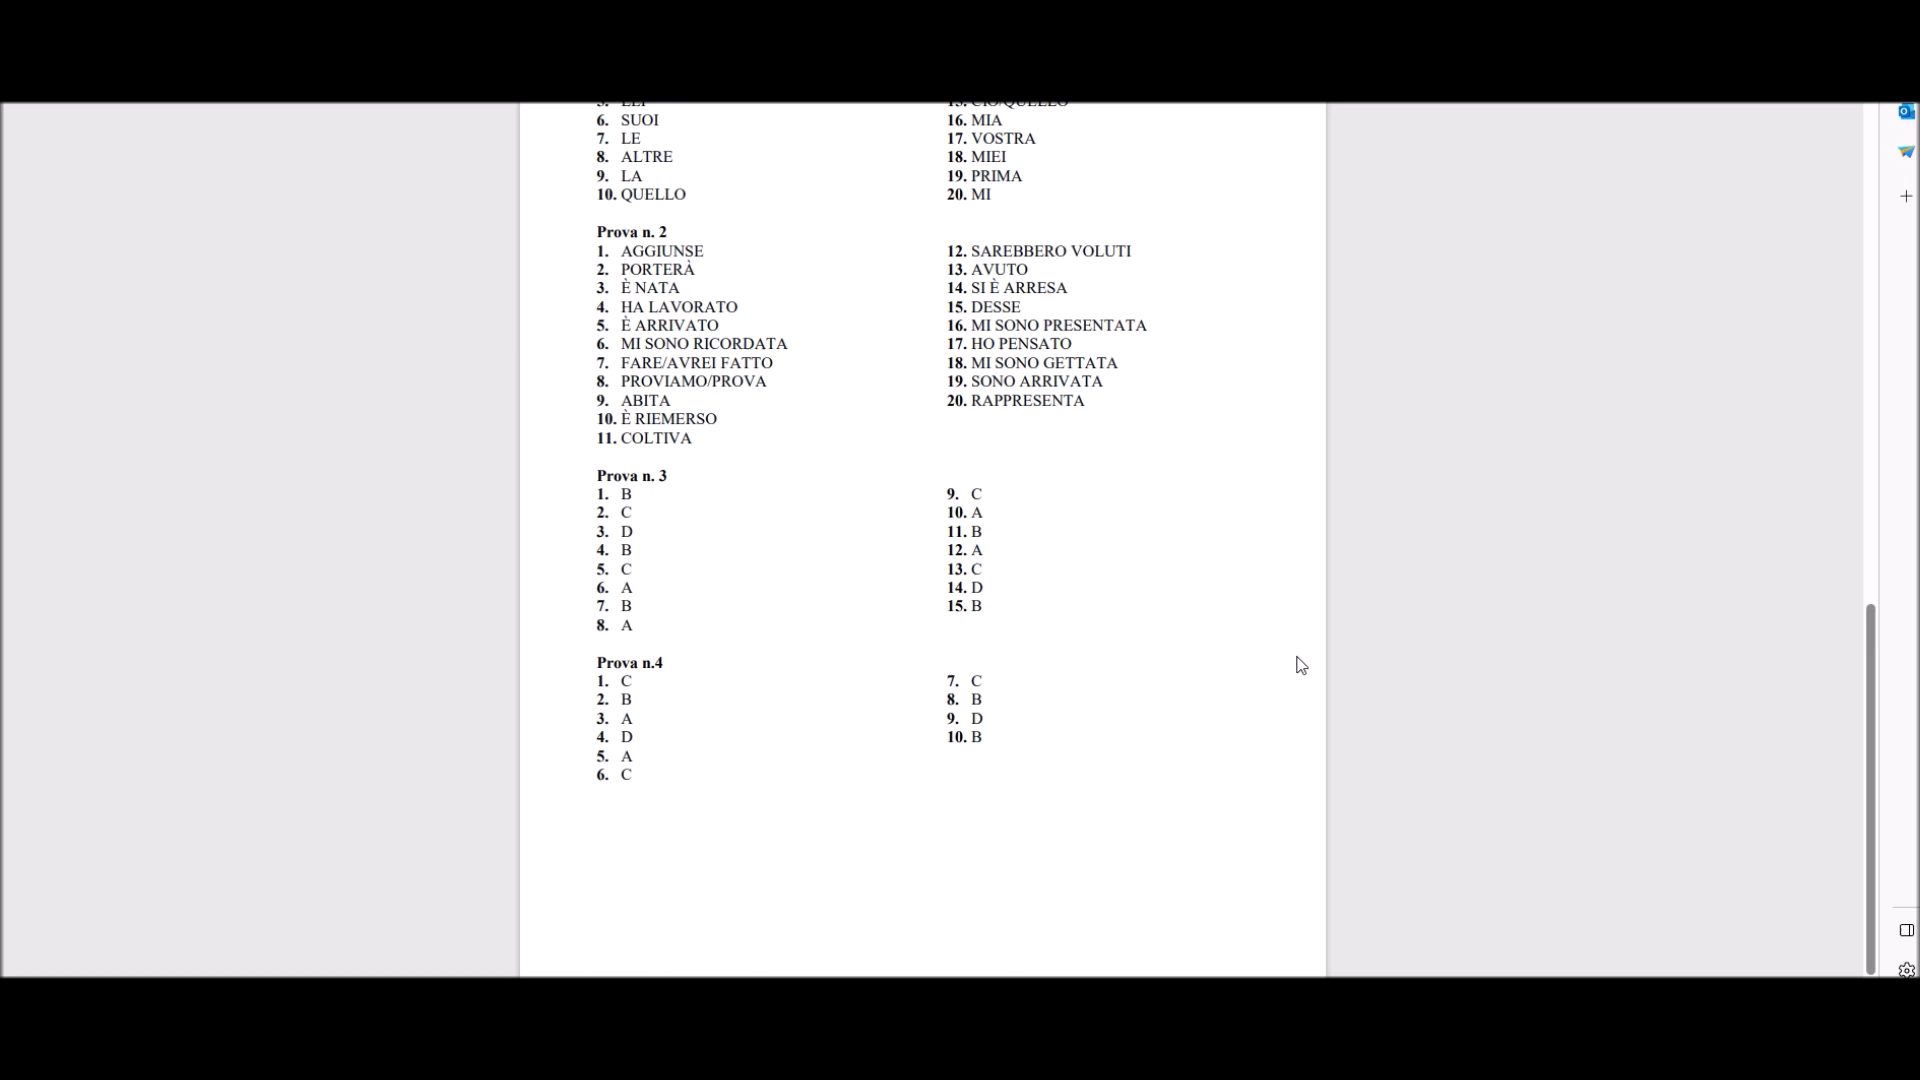 5. LEI
6. SUOI
7. LE
8. ALTRE
9. LA
10. QUELLO
15. CIÒ/QUELLO
16. MIA
17. VOSTRA
18. MIEI
19. PRIMA
20. MI
Prova n. 2
1. AGGIUNSE
2. PORTERÀ
3. È NATA
4. HA LAVORATO
5. È ARRIVATO
6. MI SONO RICORDATA
7. FARE/AVREI FATTO
8. PROVIAMO/PROVA
9. ABITA
10. È RIEMERSO
11. COLTIVA
12. SAREBBERO VOLUTI
13. AVUTO
14. SI È ARRESA
15. DESSE
16. MI SONO PRESENTATA
17. HO PENSATO
18. MI SONO GETTATA
19. SONO ARRIVATA
20. RAPPRESENTA
Prova n. 3
1. B
2. C
3. D
4. B
5. C
6. A
7. B
8. A
9. C
10. A
11. B
12. A
13. C
14. D
15. B
Prova n.4
1. C
2. B
3. A
4. D
5. A
6. C
7. C
8. B
9. D
10. B